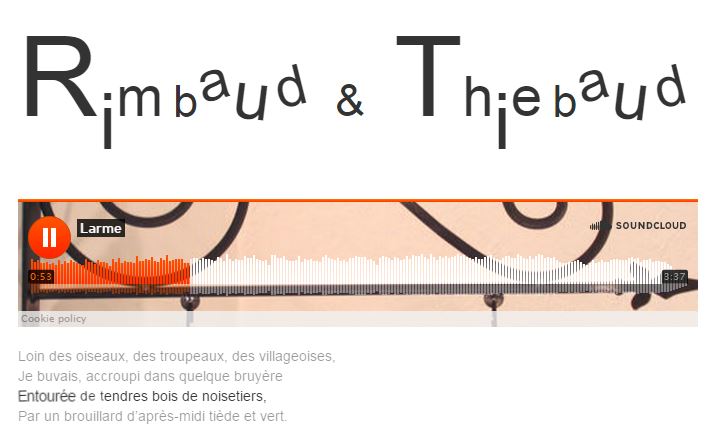 Rimbaud & Thiebaud
Larme
SOUNDCLOUD
0:53
3:37
Cookie policy
Loin des oiseaux, des troupeaux, des villageoises,
Je buvais, accroupi dans quelque bruyère
Entourée de tendres bois de noisetiers,
Par un brouillard d'après-midi tiède et vert.